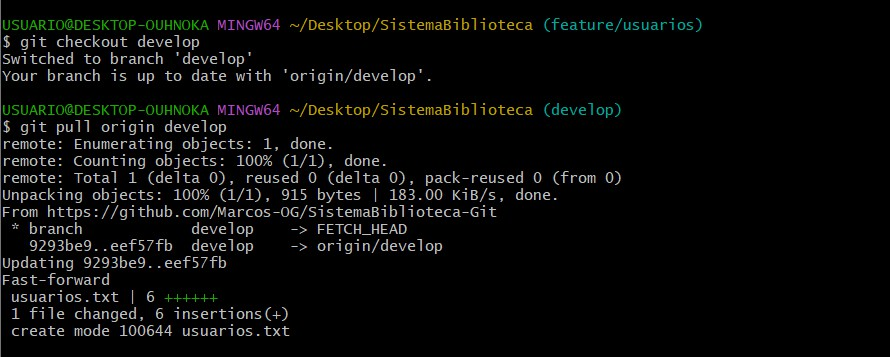 USUARIO@DESKTOP-OUHNOKA MINGW64 ~/Desktop/SistemaBiblioteca (feature/usuarios)
$ git checkout develop
Switched to branch 'develop'
Your branch is up to date with 'origin/develop'.
USUARIO@DESKTOP-OUHNOKA MINGW64 ~/Desktop/SistemaBiblioteca (develop)
$ git pull origin develop
remote: Enumerating objects: 1, done.
remote: Counting objects: 100% (1/1), done.
remote: Total 1 (delta 0), reused 0 (delta 0), pack-reused 0 (from 0)
Unpacking objects: 100% (1/1), 915 bytes | 183.00 KiB/s, done.
From https://github.com/Marcos-OG/SistemaBiblioteca-Git
 * branch            develop    -> FETCH_HEAD
   9293be9..eef57fb  develop    -> origin/develop
Updating 9293be9..eef57fb
Fast-forward
 usuarios.txt | 6 ++++++
 1 file changed, 6 insertions(+)
 create mode 100644 usuarios.txt